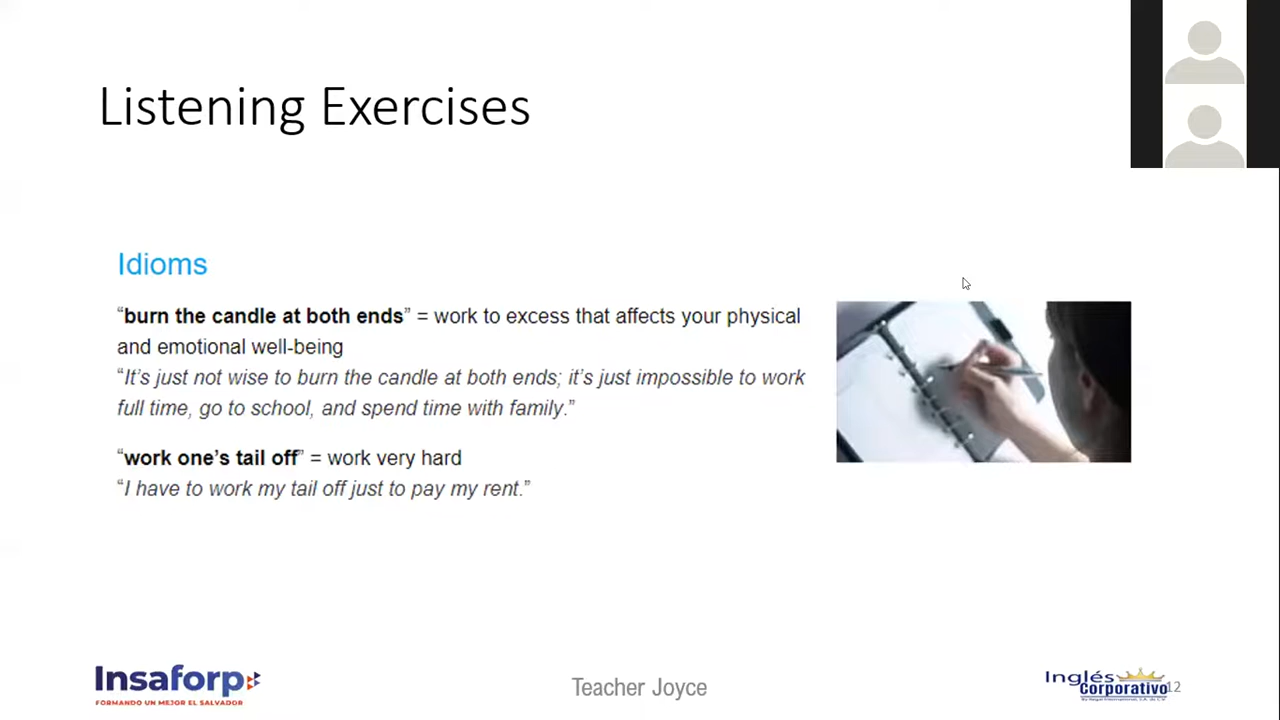 Listening Exercises
Idioms
“burn the candle at both ends” = work to excess that affects your physical
and emotional well-being
“It’s just not wise to burn the candle at both ends; it’s just impossible to work
full time, go to school, and spend time with family.”
“work one’s tail off” = work very hard
“I have to work my tail off just to pay my rent.”
Insaforp
FORMANDO UN MEJOR EL SALVADOR
Teacher Joyce
Inglés
Corporativo
12